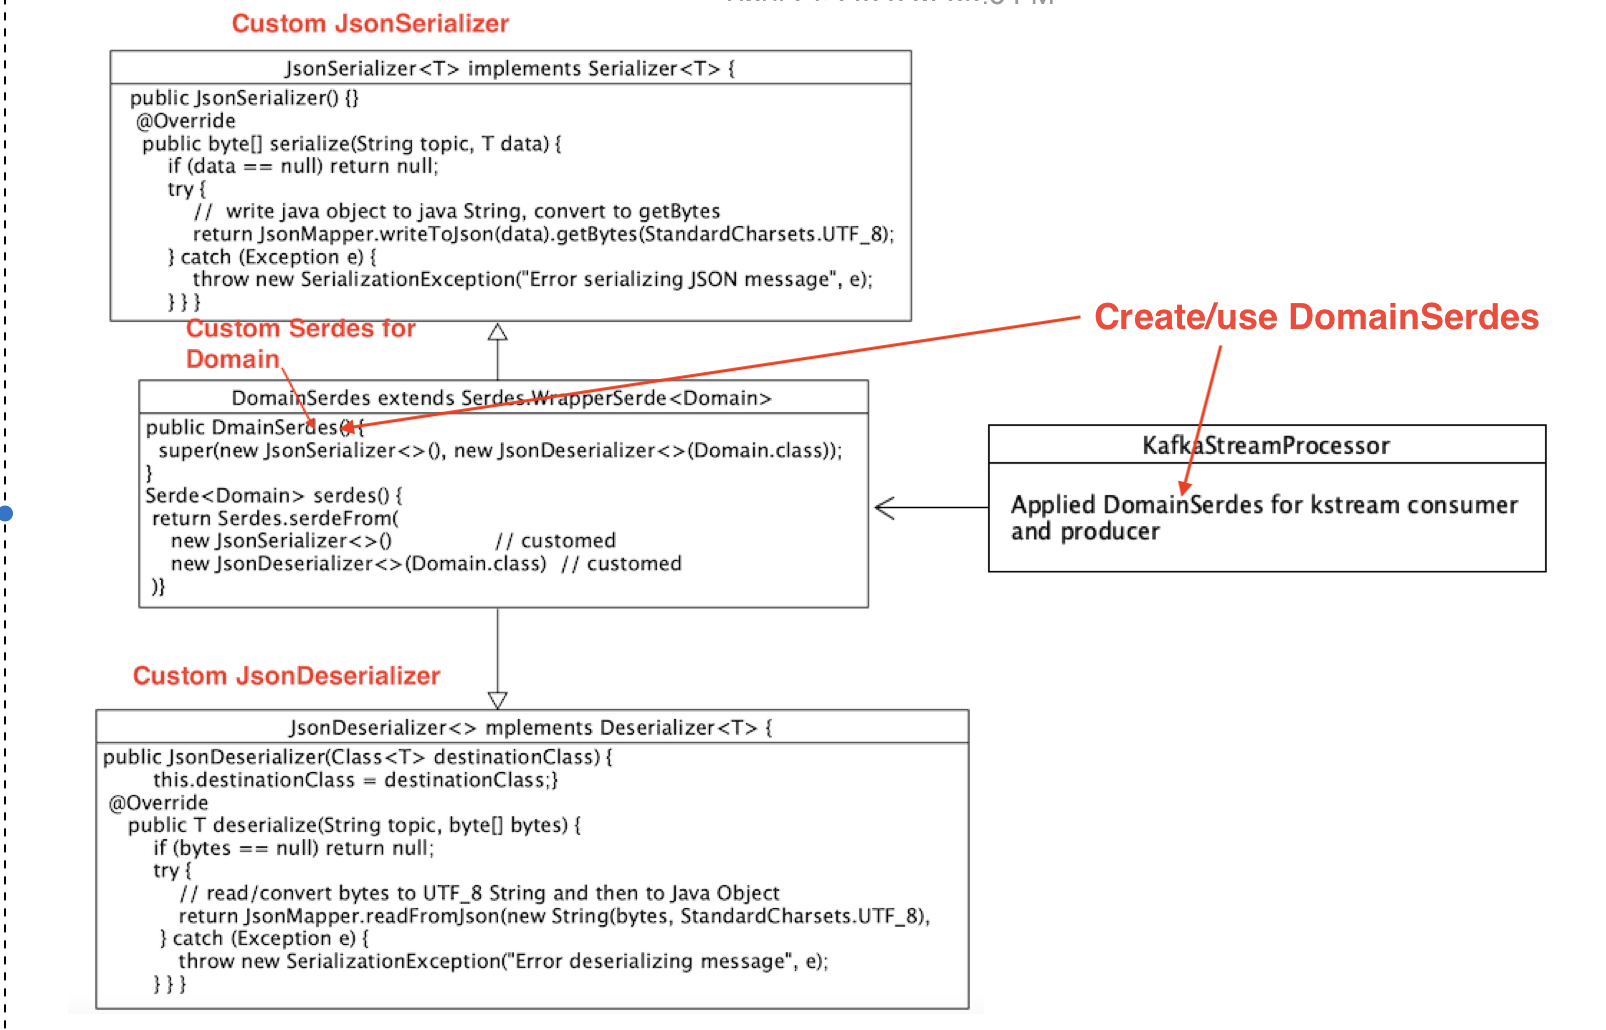 Custom JsonSerializer
JsonSerializer<T> implements Serializer<T> {
public JsonSerializer() {}
@Override
public byte[] serialize(String topic, T data) {
if (data == null) return null;
try {
// write java object to java String, convert to getBytes
return JsonMapper.writeToJson(data).getBytes(StandardCharsets.UTF_8);
} catch (Exception e) {
throw new SerializationException("Error serializing JSON message", e);
} } }
Custom Serdes for
Domain
Create/use DomainSerdes
DomainSerdes extends Serdes.WrapperSerde<Domain>
public DmainSerdes() {
super(new JsonSerializer<>(), new JsonDeserializer<>(Domain.class));
}
Serde<Domain> serdes() {
return Serdes.serdeFrom(
new JsonSerializer<>() // customed
new JsonDeserializer<>(Domain.class) // customed
)}
KafkaStreamProcessor
Applied DomainSerdes for kstream consumer
and producer
Custom JsonDeserializer
JsonDeserializer<> mplements Deserializer<T> {
public JsonDeserializer(Class<T> destinationClass) {
this.destinationClass = destinationClass;}
@Override
public T deserialize(String topic, byte[] bytes) {
if (bytes == null) return null;
try {
// read/convert bytes to UTF_8 String and then to Java Object
return JsonMapper.readFromJson(new String(bytes, StandardCharsets.UTF_8),
} catch (Exception e) {
throw new SerializationException("Error deserializing message", e);
} } }